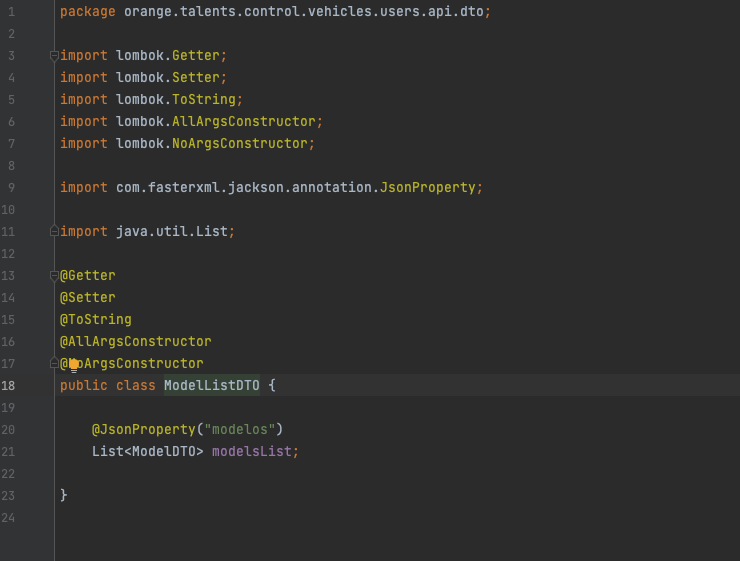 1 package orange.talents.control.vehicles.users.api.dto;
2
3 import lombok.Getter;
4 import lombok.Setter;
5 import lombok.ToString;
6 import lombok.AllArgsConstructor;
7 import lombok.NoArgsConstructor;
8
9 import com.fasterxml.jackson.annotation.JsonProperty;
10
11 import java.util.List;
12
13 @Getter
14 @Setter
15 @ToString
16 @AllArgsConstructor
17 @NoArgsConstructor
18 public class ModelListDTO {
19
20     @JsonProperty("modelos")
21     List<ModelDTO> modelsList;
22
23 }
24